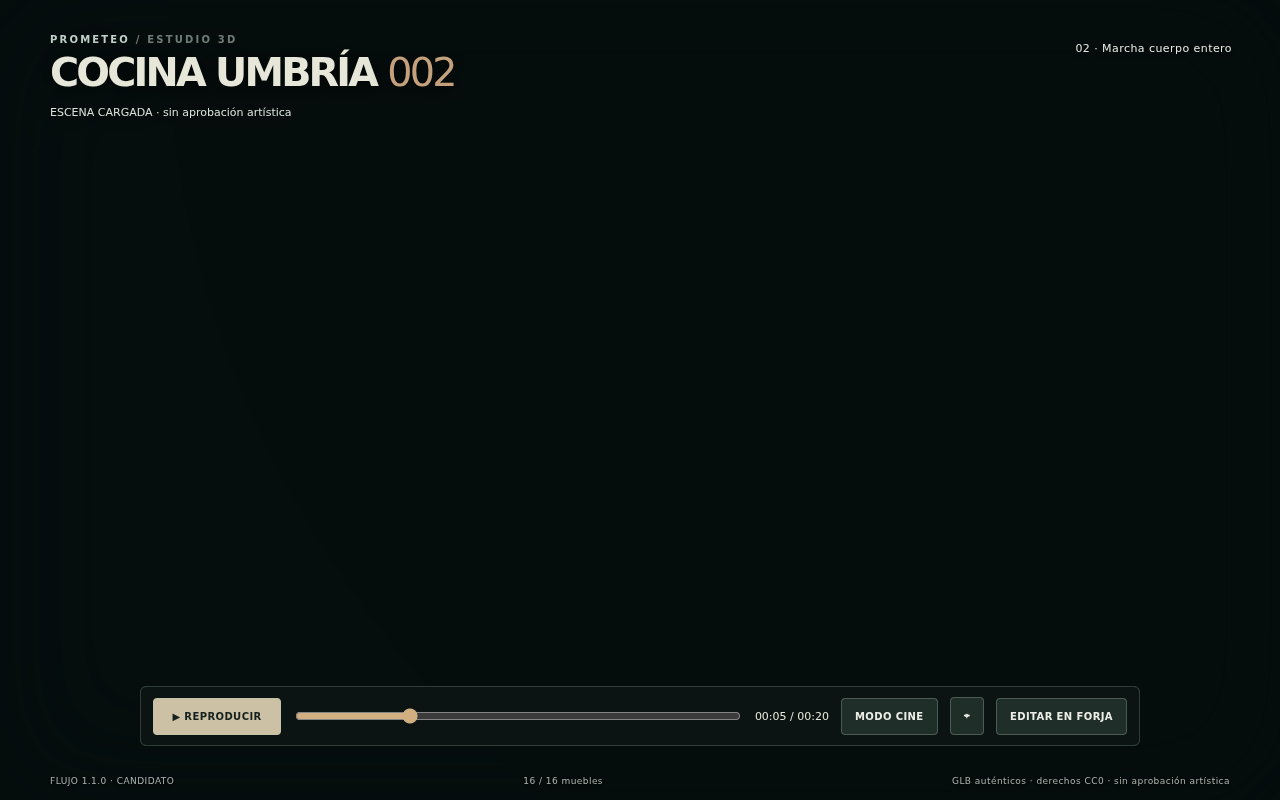 PROMETEO / ESTUDIO 3D
COCINA UMBRÍA 002
ESCENA CARGADA · sin aprobación artística
02 · Marcha cuerpo entero
▶ REPRODUCIR
00:05 / 00:20
MODO CINE
EDITAR EN FORJA
FLUJO 1.1.0 · CANDIDATO
16 / 16 muebles
GLB auténticos · derechos CC0 · sin aprobación artística